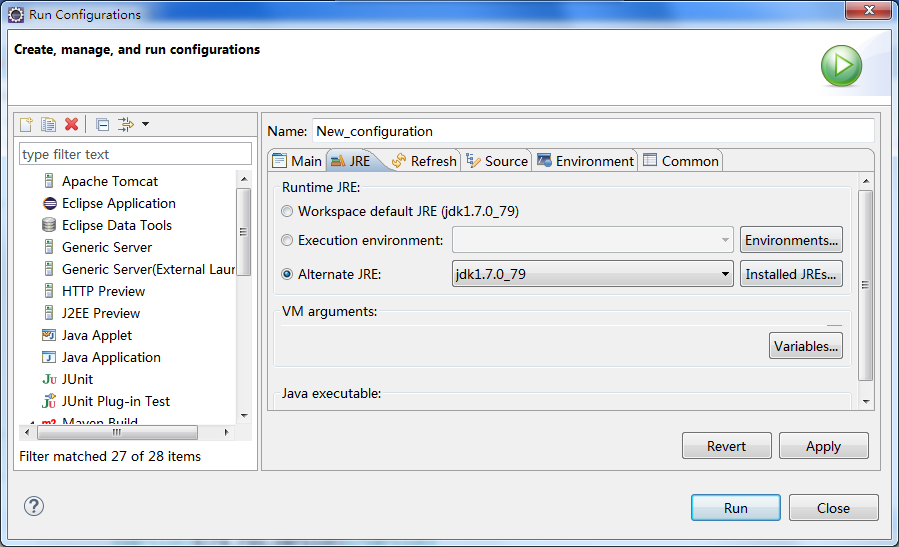 Run Configurations
Create, manage, and run configurations
type filter text
Apache Tomcat
Eclipse Application
Eclipse Data Tools
Generic Server
Generic Server(External Laur
HTTP Preview
J2EE Preview
Java Applet
Java Application
JUnit
JUnit Plug-in Test
Maven Build
Filter matched 27 of 28 items
Name: New_configuration
Main JRE Refresh Source Environment Common
Runtime JRE:
Workspace default JRE (jdk1.7.0_79)
Execution environment: Environments...
Alternate JRE: jdk1.7.0_79 Installed JREs...
VM arguments:
Variables...
Java executable:
Revert Apply
Run Close